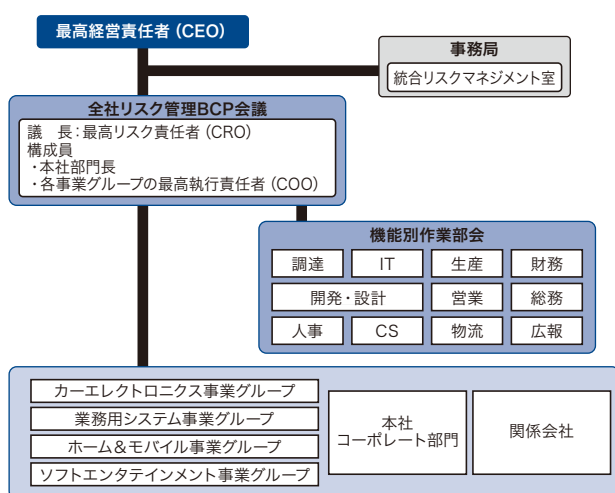 最高経営責任者（CEO）
事務局
統合リスクマネジメント室
全社リスク管理BCP会議
議　長：最高リスク責任者（CRO）
構成員
・本社部門長
・各事業グループの最高執行責任者（COO）
機能別作業部会
調達　IT　生産　財務
開発・設計　営業　総務
人事　CS　物流　広報
カーエレクトロニクス事業グループ
業務用システム事業グループ
ホーム＆モバイル事業グループ
ソフトエンタテインメント事業グループ
本社
コーポレート部門
関係会社